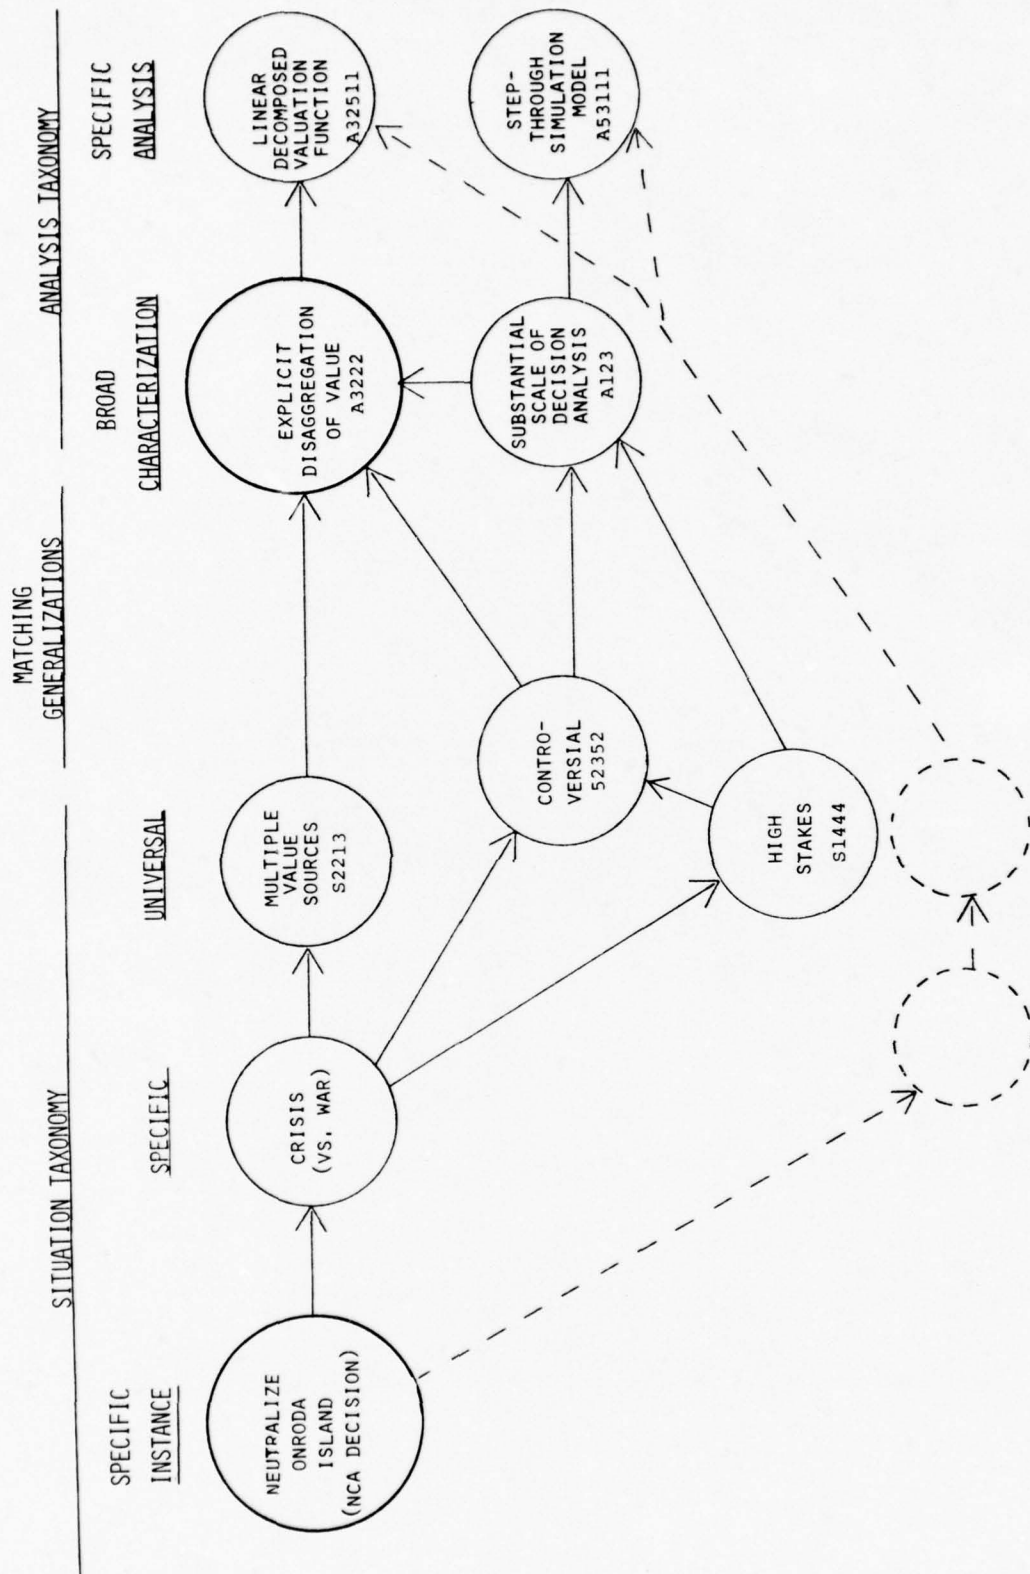 SITUATION TAXONOMY
MATCHING
GENERALIZATIONS
ANALYSIS TAXONOMY
SPECIFIC
INSTANCE
SPECIFIC
UNIVERSAL
BROAD
CHARACTERIZATION
SPECIFIC
ANALYSIS
NEUTRALIZE
ONRODA
ISLAND
(NCA DECISION)
CRISIS
(VS. WAR)
MULTIPLE
VALUE
SOURCES
S2213
CONTRO-
VERSIAL
52352
HIGH
STAKES
S1444
EXPLICIT
DISAGGREGATION
OF VALUE
A3222
SUBSTANTIAL
SCALE OF
DECISION
ANALYSIS
A123
LINEAR
DECOMPOSED
VALUATION
FUNCTION
A32511
STEP-
THROUGH
SIMULATION
MODEL
A53111